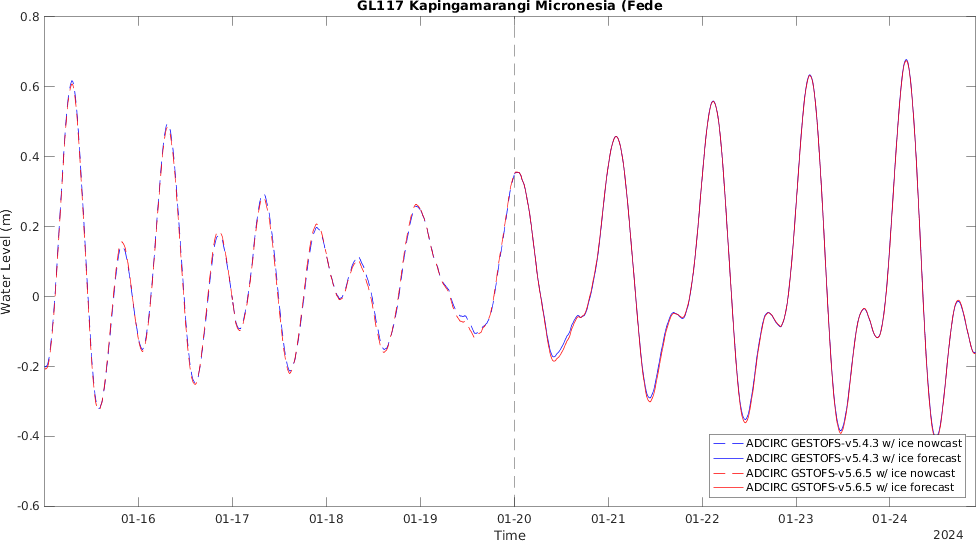 GL117 Kapingamarangi Micronesia (Fede
0.8
0.6
0.4
0.2
0
-0.2
-0.4
-0.6
Water Level (m)
ADCIRC GESTOFS-v5.4.3 w/ ice nowcast
ADCIRC GESTOFS-v5.4.3 w/ ice forecast
ADCIRC GSTOFS-v5.6.5 w/ ice nowcast
ADCIRC GSTOFS-v5.6.5 w/ ice forecast
01-16 01-17 01-18 01-19 01-20 01-21 01-22 01-23 01-24
Time
2024